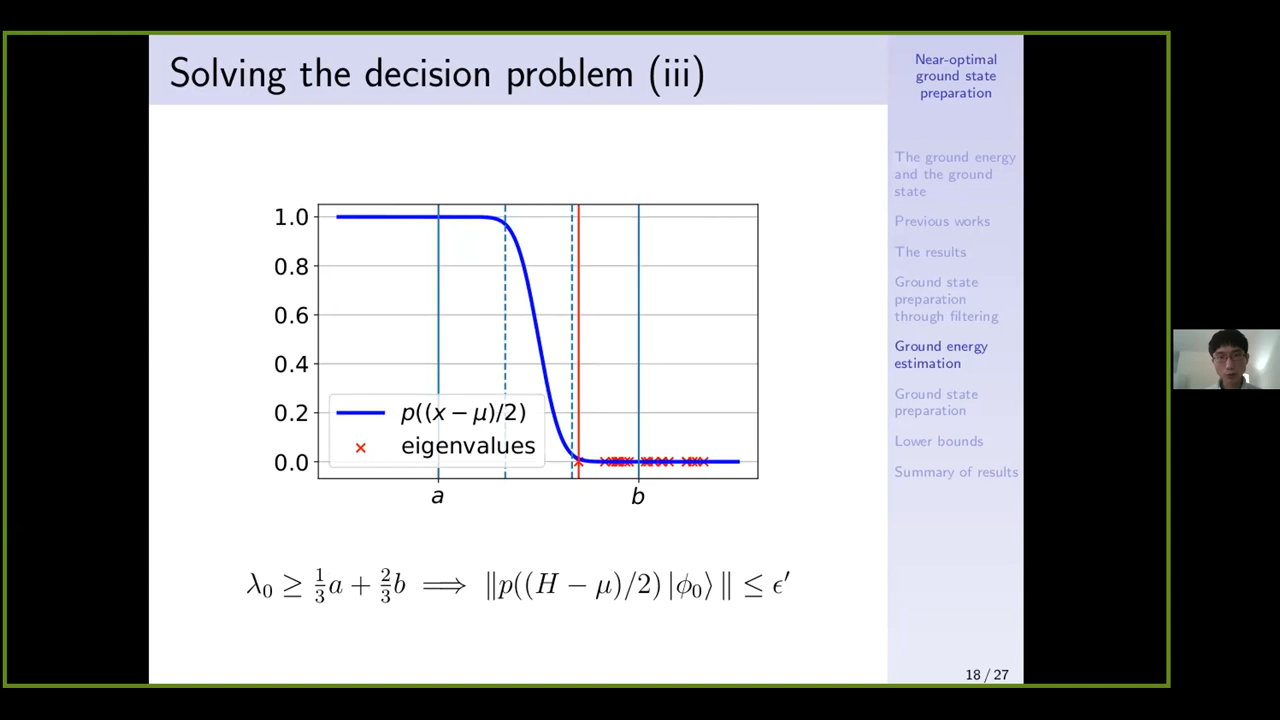 Solving the decision problem (iii)
1.0
0.8
0.6
0.4
0.2
0.0
p((x − μ)/2)
eigenvalues
a
b
λ₀ ≥ 1/3 a + 2/3 b ⟹ ‖p((H − μ)/2) |ϕ₀⟩ ‖ ≤ ϵ′
Near-optimal
ground state
preparation
The ground energy
and the ground
state
Previous works
The results
Ground state
preparation
through filtering
Ground energy
estimation
Ground state
preparation
Lower bounds
Summary of results
18 / 27